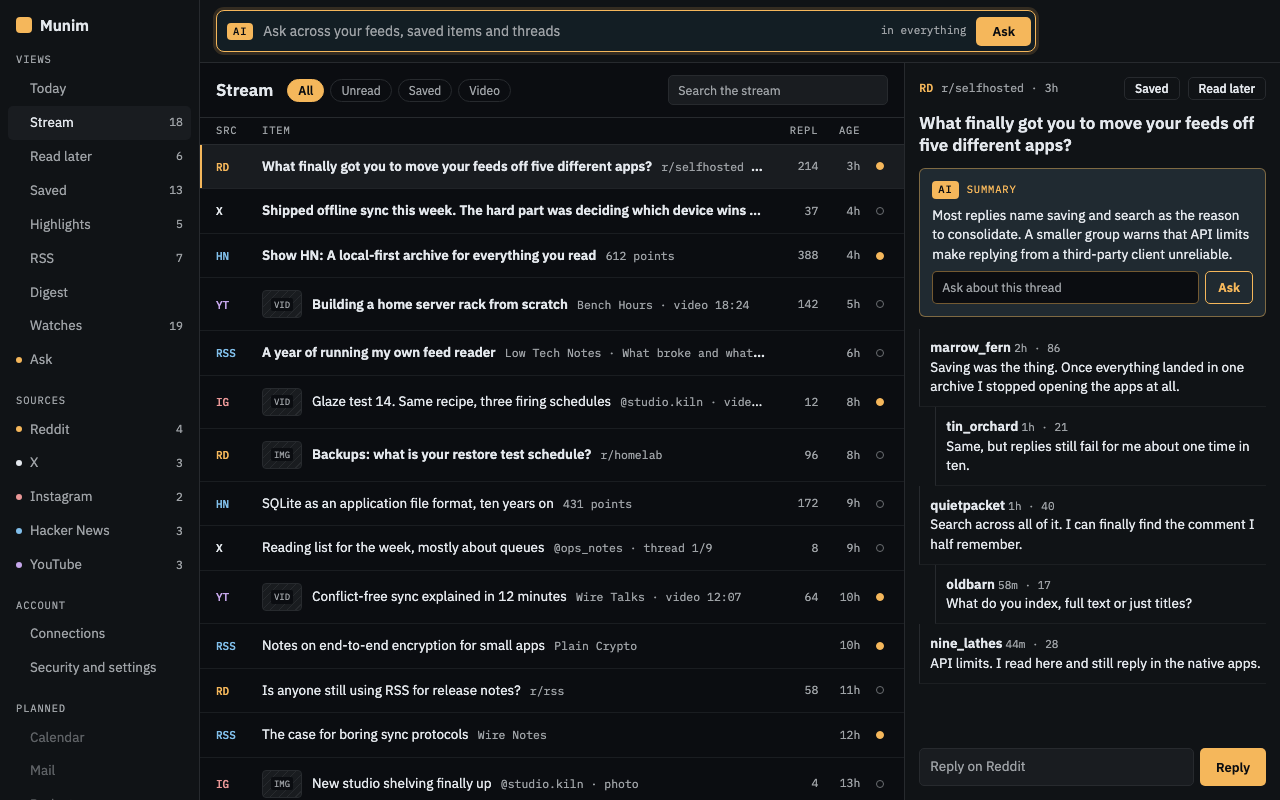 Munim
VIEWS
Today
Stream 18
Read later 6
Saved 13
Highlights 5
RSS 7
Digest
Watches 19
Ask
SOURCES
Reddit 4
X 3
Instagram 2
Hacker News 3
YouTube 3
ACCOUNT
Connections
Security and settings
PLANNED
Calendar
Mail
AI Ask across your feeds, saved items and threads in everything Ask
Stream All Unread Saved Video Search the stream
SRC ITEM REPL AGE
RD What finally got you to move your feeds off five different apps? r/selfhosted ... 214 3h
X Shipped offline sync this week. The hard part was deciding which device wins ... 37 4h
HN Show HN: A local-first archive for everything you read 612 points 388 4h
YT VID Building a home server rack from scratch Bench Hours · video 18:24 142 5h
RSS A year of running my own feed reader Low Tech Notes · What broke and what... 6h
IG VID Glaze test 14. Same recipe, three firing schedules @studio.kiln · vide... 12 8h
RD IMG Backups: what is your restore test schedule? r/homelab 96 8h
HN SQLite as an application file format, ten years on 431 points 172 9h
X Reading list for the week, mostly about queues @ops_notes · thread 1/9 8 9h
YT VID Conflict-free sync explained in 12 minutes Wire Talks · video 12:07 64 10h
RSS Notes on end-to-end encryption for small apps Plain Crypto 10h
RD Is anyone still using RSS for release notes? r/rss 58 11h
RSS The case for boring sync protocols Wire Notes 12h
IG IMG New studio shelving finally up @studio.kiln · photo 4 13h
RD r/selfhosted · 3h Saved Read later
What finally got you to move your feeds off
five different apps?
AI SUMMARY
Most replies name saving and search as the reason
to consolidate. A smaller group warns that API limits
make replying from a third-party client unreliable.
Ask about this thread Ask
marrow_fern 2h · 86
Saving was the thing. Once everything landed in one
archive I stopped opening the apps at all.
tin_orchard 1h · 21
Same, but replies still fail for me about one time in
ten.
quietpacket 1h · 40
Search across all of it. I can finally find the comment I
half remember.
oldbarn 58m · 17
What do you index, full text or just titles?
nine_lathes 44m · 28
API limits. I read here and still reply in the native apps.
Reply on Reddit Reply